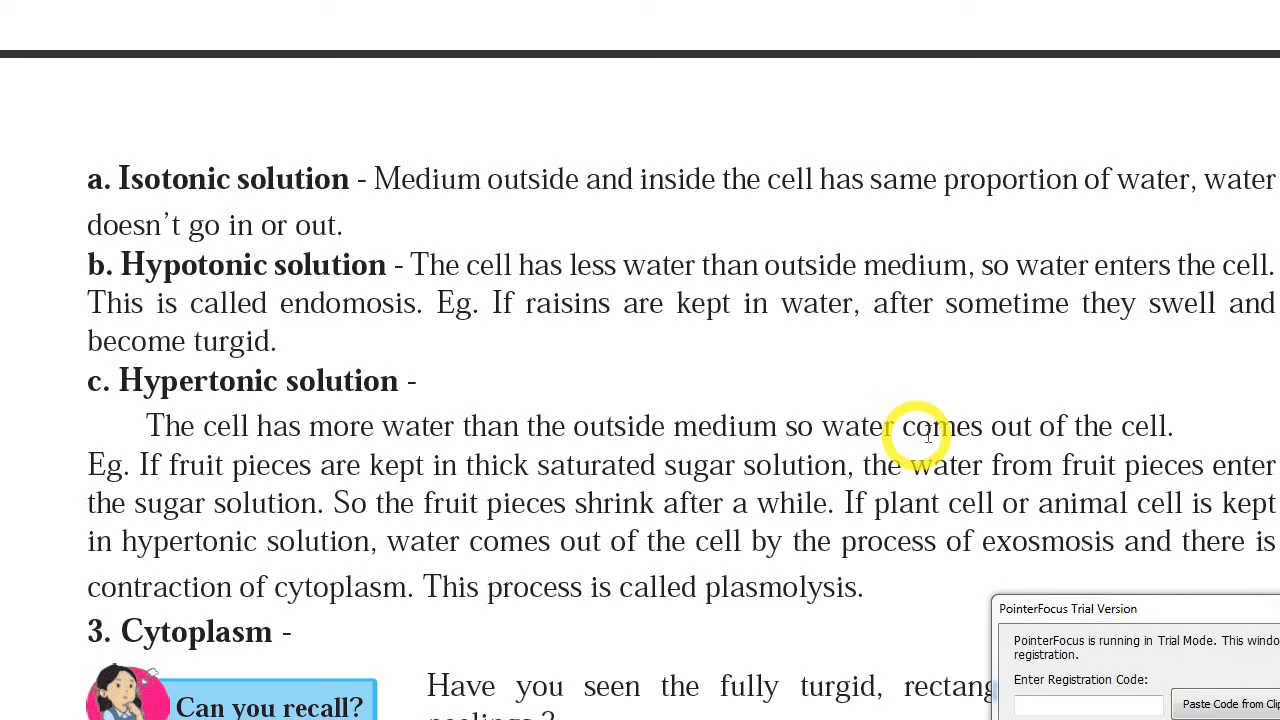 a. Isotonic solution - Medium outside and inside the cell has same proportion of water, water
doesn’t go in or out.
b. Hypotonic solution - The cell has less water than outside medium, so water enters the cell.
This is called endomosis. Eg. If raisins are kept in water, after sometime they swell and
become turgid.
c. Hypertonic solution -
The cell has more water than the outside medium so water comes out of the cell.
Eg. If fruit pieces are kept in thick saturated sugar solution, the water from fruit pieces enter
the sugar solution. So the fruit pieces shrink after a while. If plant cell or animal cell is kept
in hypertonic solution, water comes out of the cell by the process of exosmosis and there is
contraction of cytoplasm. This process is called plasmolysis.
3. Cytoplasm -
Can you recall?
Have you seen the fully turgid,
PointerFocus Trial Version
PointerFocus is running in Trial Mode. This
registration.
Enter Registration Code:
Paste Code from